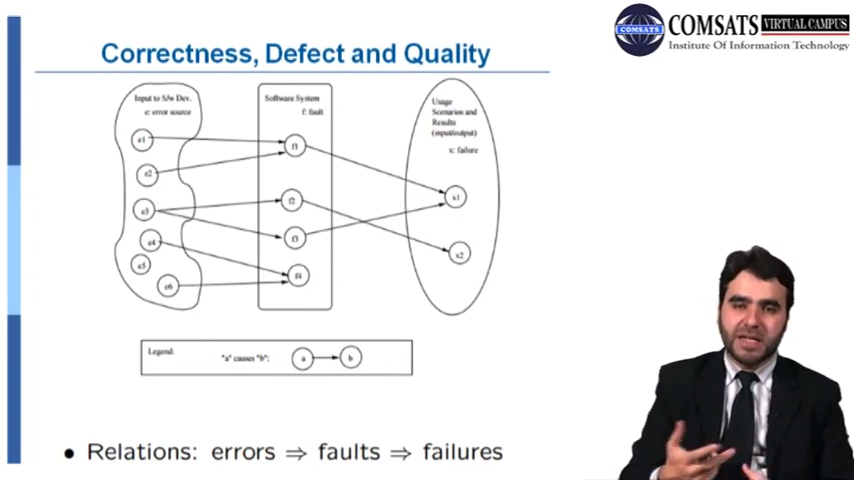 COMSATS VIRTUAL CAMPUS
Institute Of Information Technology
COMSATS
Correctness, Defect and Quality
Input to S/w Dev.
e: error source
e1
e2
e3
e4
e5
e6
Software System
f: fault
f1
f2
f3
f4
Usage
Scenarios and
Results
(input/output)
x: failure
x1
x2
Legend:
"a" causes "b":
a
b
• Relations: errors ⇒ faults ⇒ failures